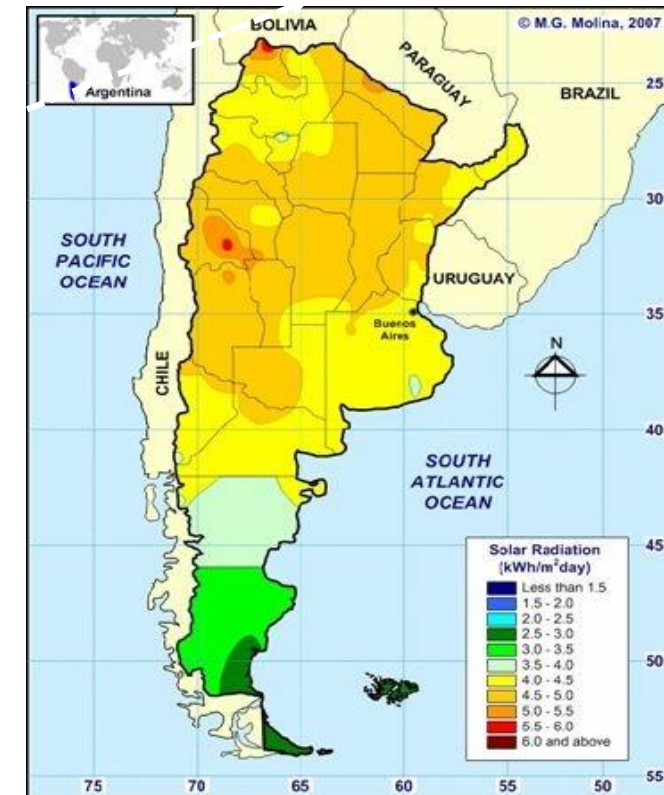 BOLIVIA
© M.G. Molina, 2007
PARAGUAY
Argentina
25
BRAZIL
30
SOUTH
PACIFIC
OCEAN
URUGUAY
35
Buenos
Aires
N
CHILE
40
SOUTH
ATLANTIC
OCEAN
45
Solar Radiation
(kWh/m²day)
Less than 1.5
1.5 - 2.0
2.0 - 2.5
2.5 - 3.0
3.0 - 3.5
3.5 - 4.0
4.0 - 4.5
4.5 - 5.0
5.0 - 5.5
5.5 - 6.0
6.0 and above
50
55
75
70
65
60
55
50